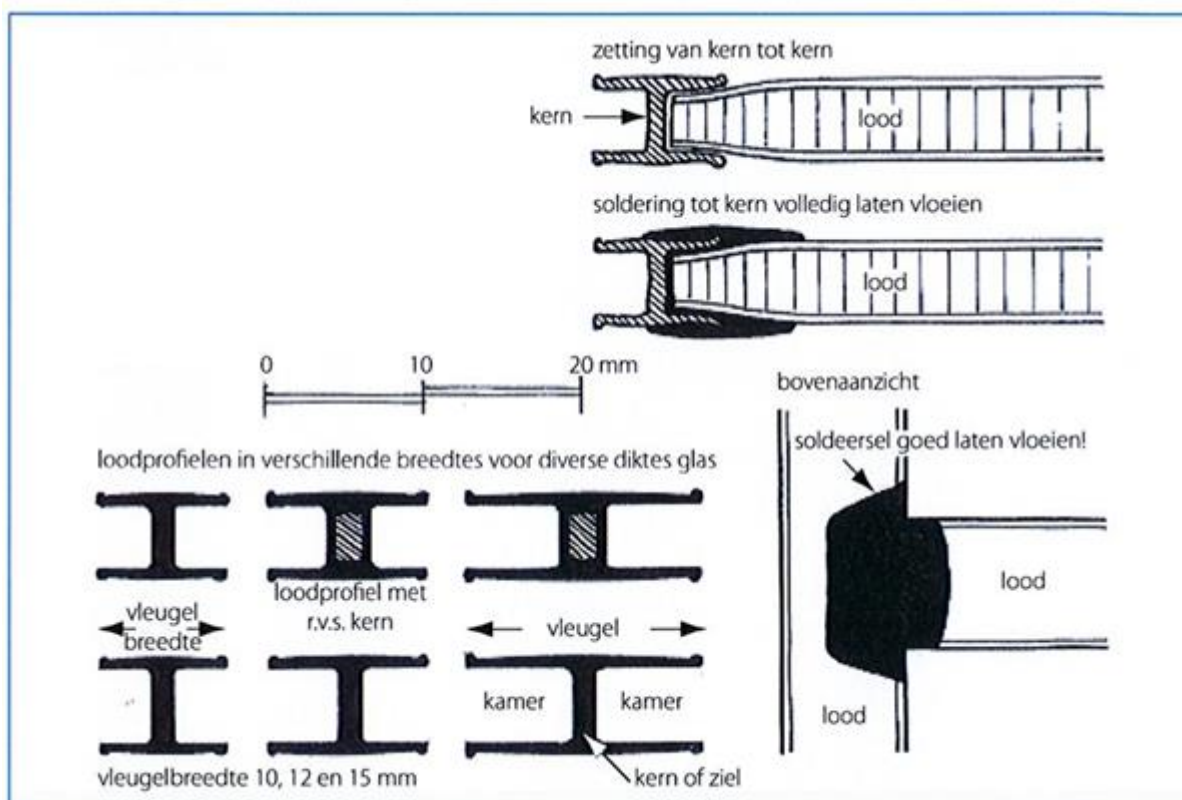 zetting van kern tot kern
kern
lood
soldering tot kern volledig laten vloeien
lood
0 10 20 mm
bovenaanzicht
soldeersel goed laten vloeien!
loodprofielen in verschillende breedtes voor diverse diktes glas
loodprofiel met
r.v.s. kern
vleugel
breedte
vleugel
lood
kamer
kamer
lood
vleugelbreedte 10, 12 en 15 mm
kern of ziel